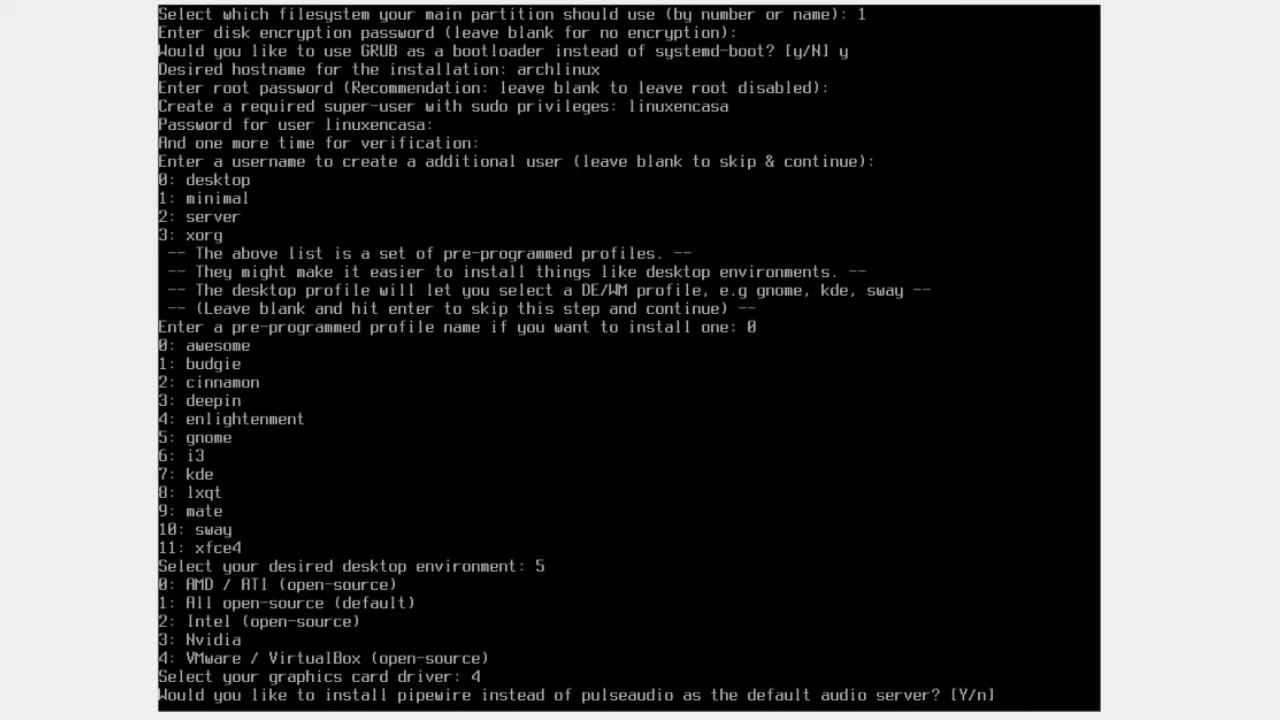 Select which filesystem your main partition should use (by number or name): 1
Enter disk encryption password (leave blank for no encryption):
Would you like to use GRUB as a bootloader instead of systemd-boot? [y/N] y
Desired hostname for the installation: archlinux
Enter root password (Recommendation: leave blank to leave root disabled):
Create a required super-user with sudo privileges: linuxencasa
Password for user linuxencasa:
And one more time for verification:
Enter a username to create a additional user (leave blank to skip & continue):
0: desktop
1: minimal
2: server
3: xorg
-- The above list is a set of pre-programmed profiles. --
-- They might make it easier to install things like desktop environments. --
-- The desktop profile will let you select a DE/WM profile, e.g gnome, kde, sway --
-- (Leave blank and hit enter to skip this step and continue) --
Enter a pre-programmed profile name if you want to install one: 0
0: awesome
1: budgie
2: cinnamon
3: deepin
4: enlightenment
5: gnome
6: i3
7: kde
8: lxqt
9: mate
10: sway
11: xfce4
Select your desired desktop environment: 5
0: AMD / ATI (open-source)
1: All open-source (default)
2: Intel (open-source)
3: Nvidia
4: VMware / VirtualBox (open-source)
Select your graphics card driver: 4
Would you like to install pipewire instead of pulseaudio as the default audio server? [Y/n]